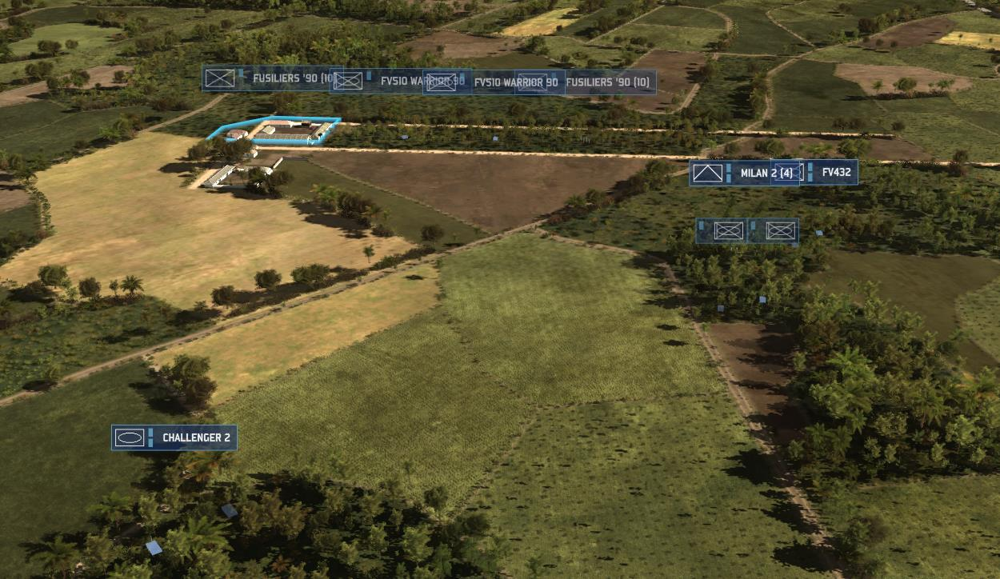 FUSILIERS '90 (10
FV510 WARRIOR 90
FV510 WARRIOR 90
FUSILIERS '90 (10)
MILAN 2 (4)
FV432
CHALLENGER 2